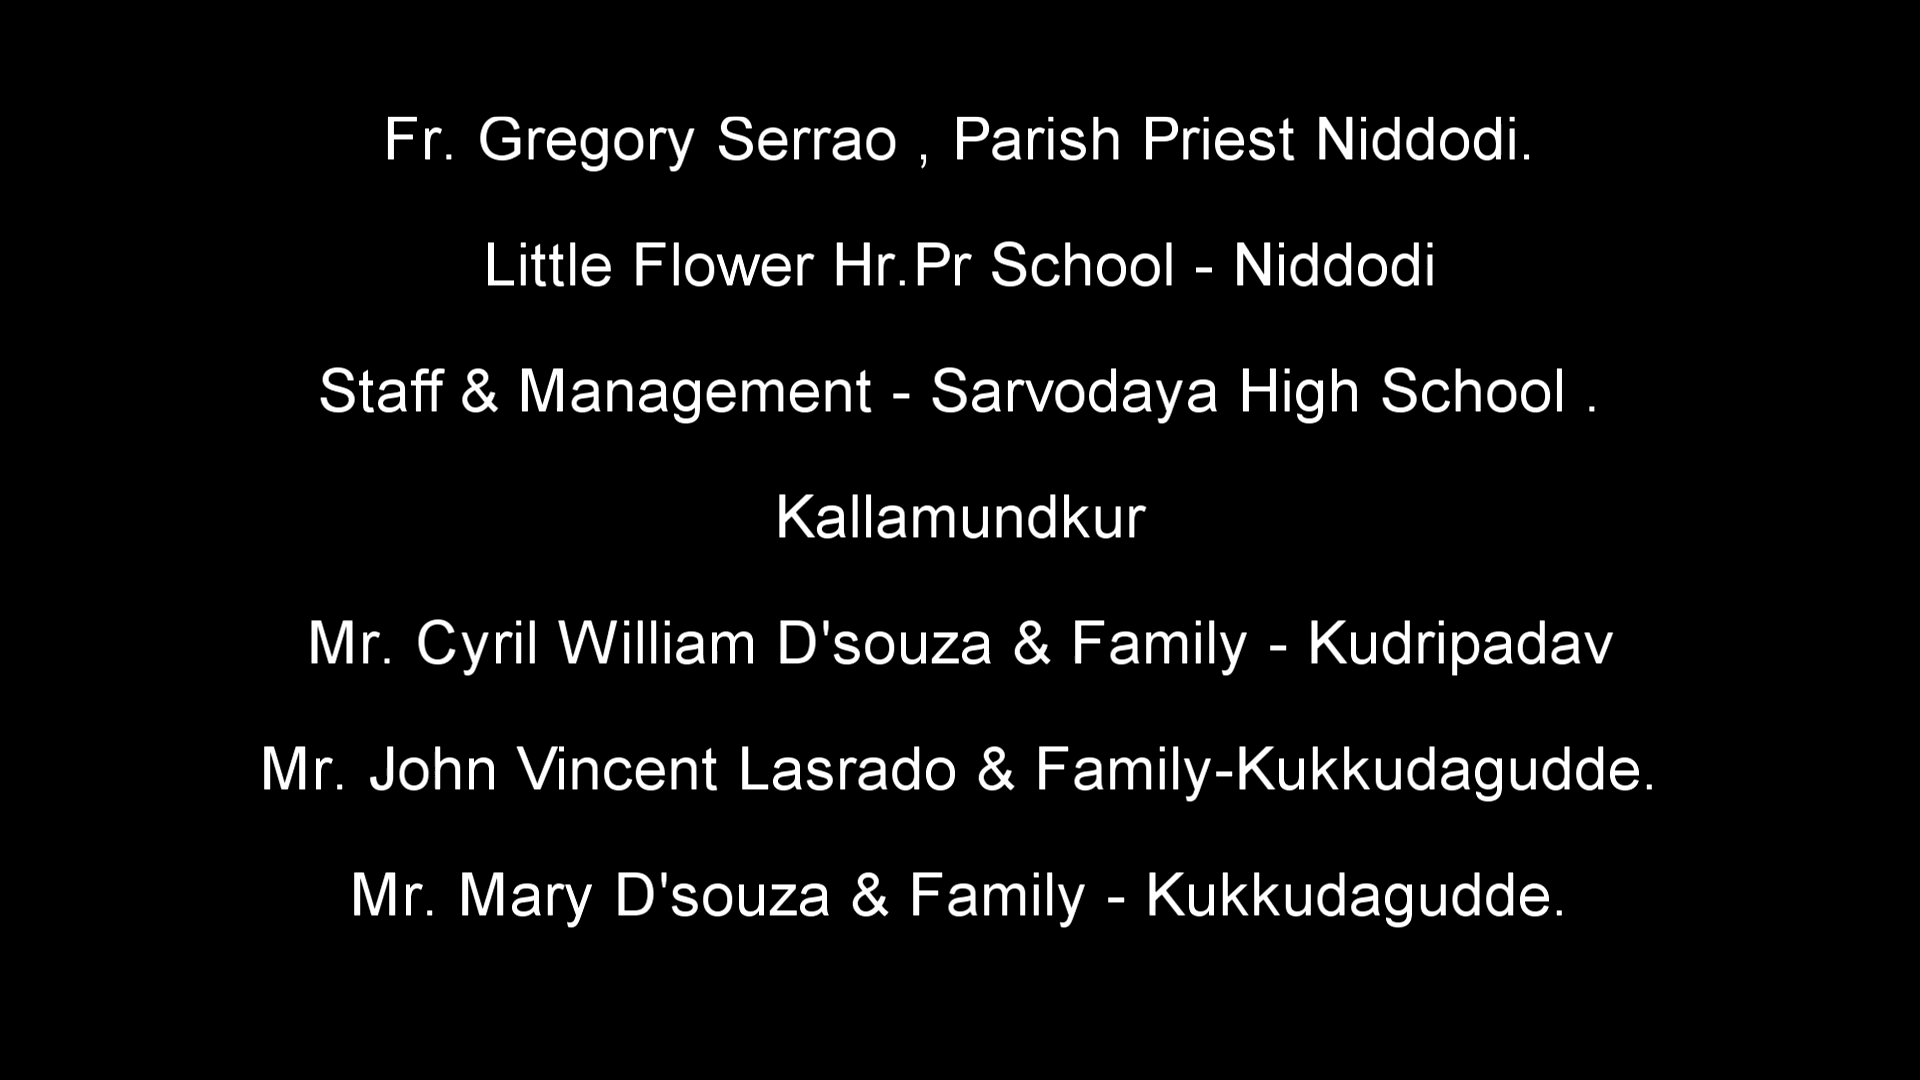 Fr. Gregory Serrao , Parish Priest Niddodi.
Little Flower Hr.Pr School - Niddodi
Staff & Management - Sarvodaya High School .
Kallamundkur
Mr. Cyril William D'souza & Family - Kudripadav
Mr. John Vincent Lasrado & Family-Kukkudagudde.
Mr. Mary D'souza & Family - Kukkudagudde.